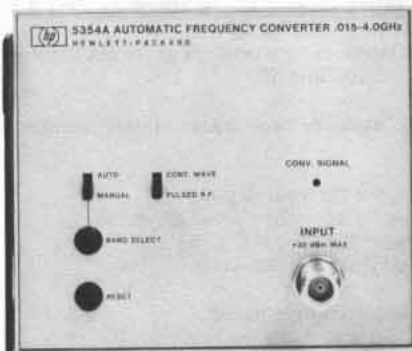 hp 5354A AUTOMATIC FREQUENCY CONVERTER .015-4.0GHz
HEWLETT-PACKARD
AUTO
MANUAL
CONT. WAVE
PULSED R.F.
CONV. SIGNAL
BAND SELECT
INPUT
+20 dBm MAX
RESET